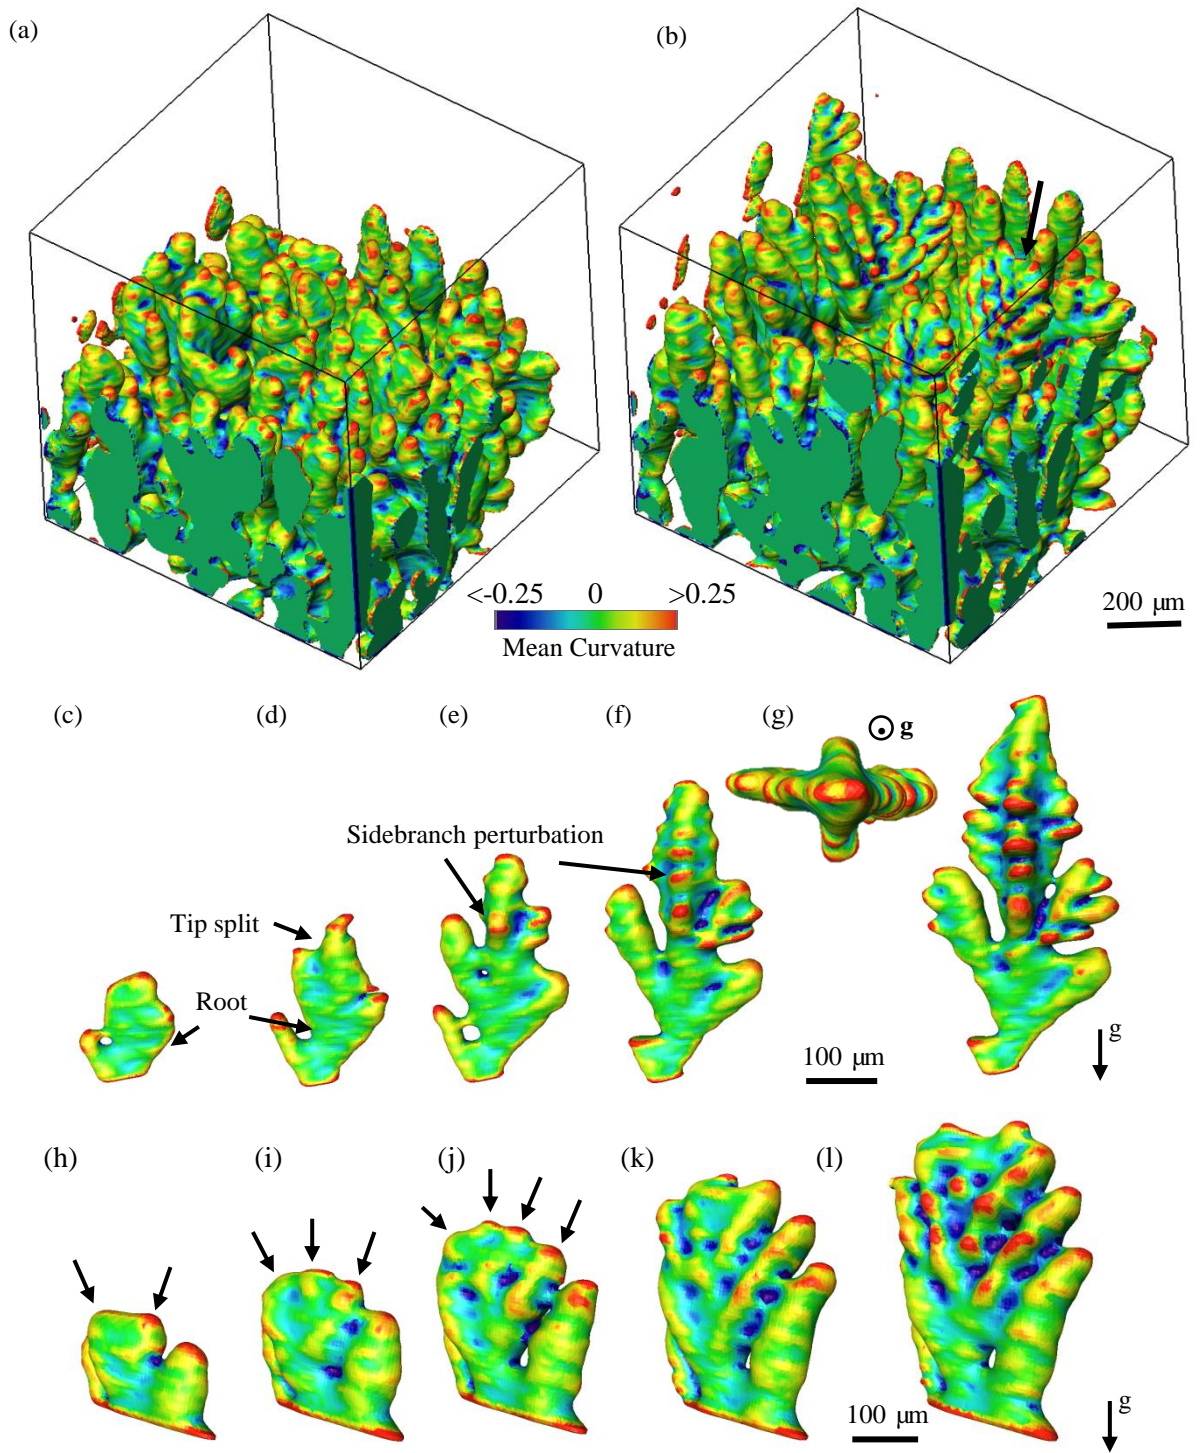 (a)
(b)
<-0.25 0 >0.25
Mean Curvature
200 µm
(c) (d) (e) (f) (g)
g
Sidebranch perturbation
Tip split
Root
100 µm
g
(h) (i) (j) (k) (l)
100 µm
g